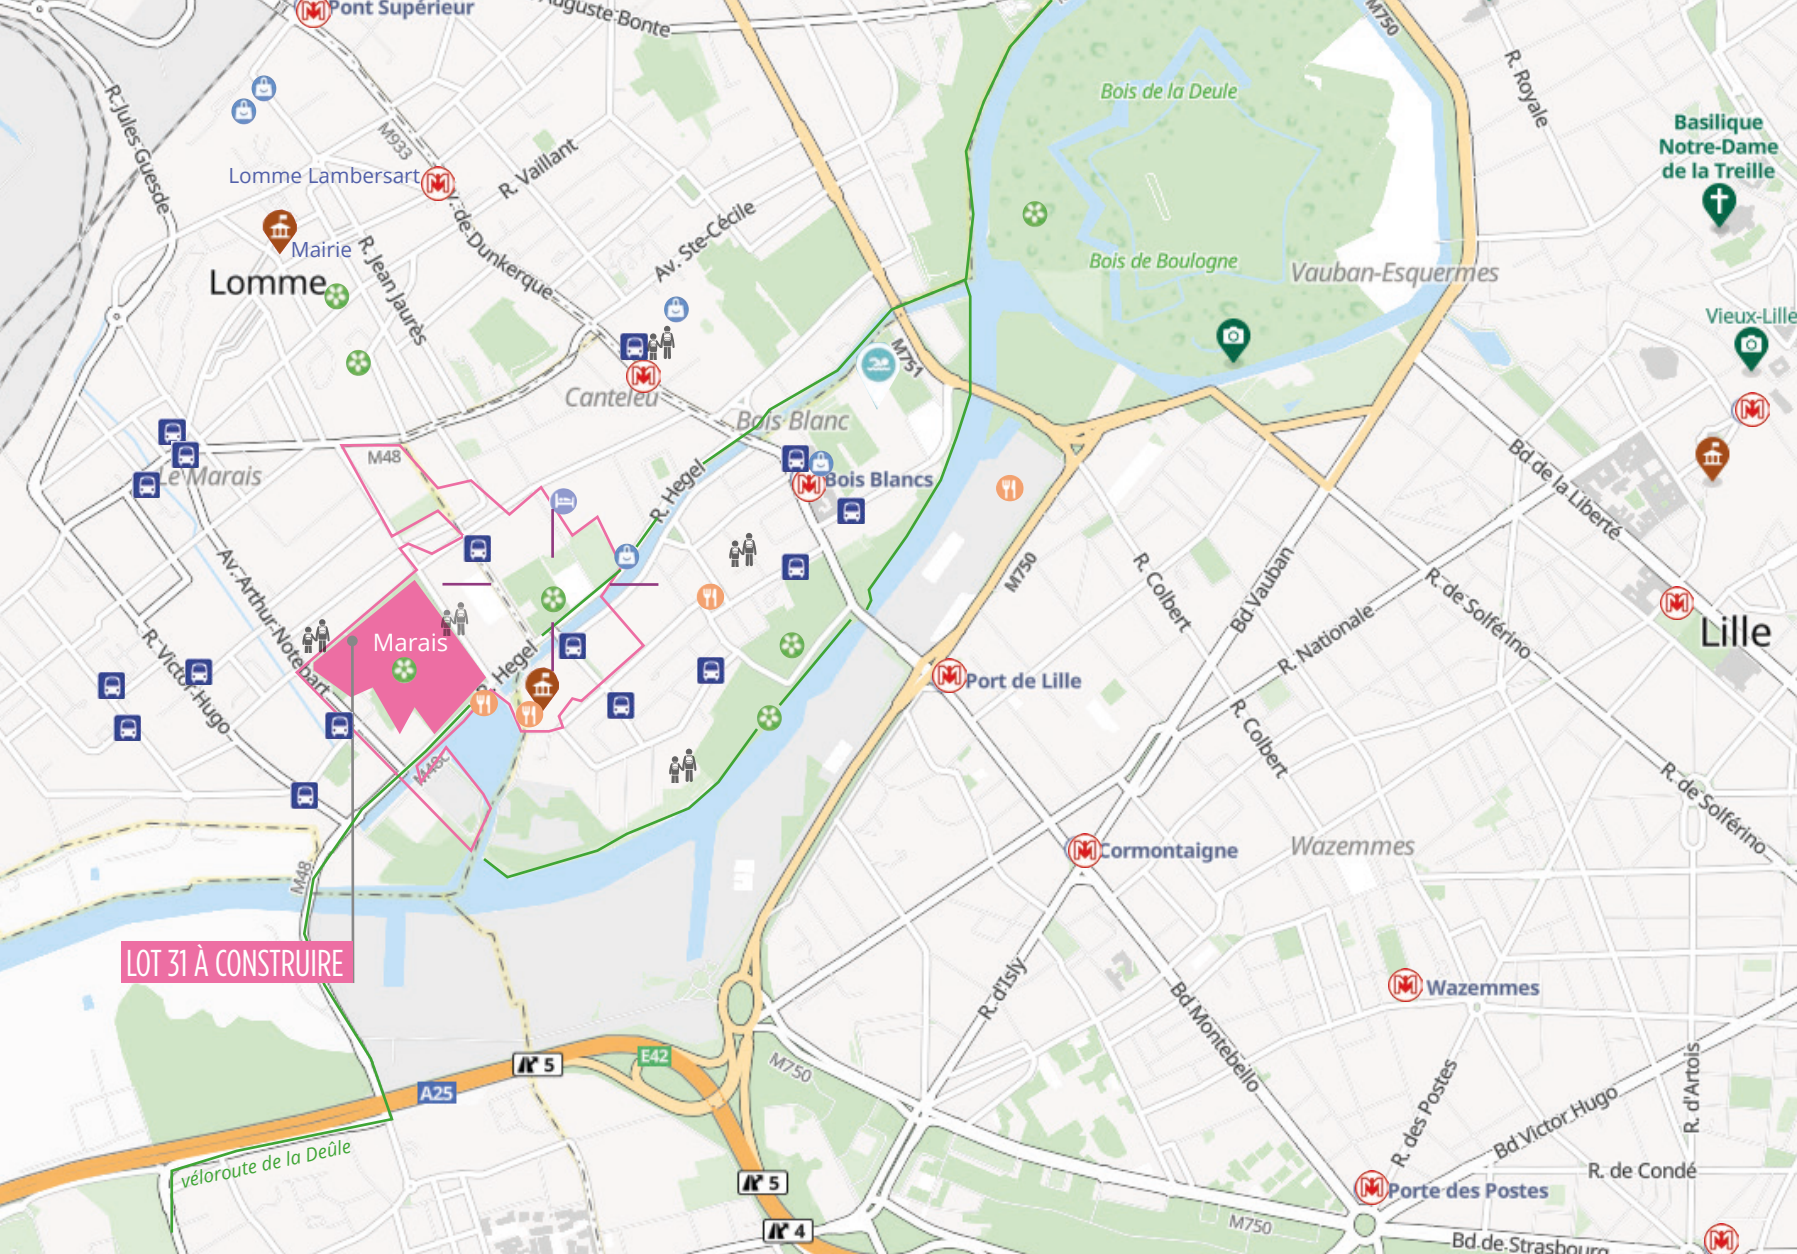 Pont Supérieur
Auguste Bonte
M750
R. Royale
R. Jules Guesde
M933
Bois de la Deule
Basilique
Notre-Dame
de la Treille
R. Vaillant
Lomme Lambersart
de Dunkerque
Av. Ste-Cécile
Mairie
Lomme
R. Jean Jaurès
Bois de Boulogne
Vauban-Esquermes
Vieux-Lille
M751
Canteleu
Bois Blanc
M48
Le Marais
R. Hegel
Bois Blancs
Bd de la Liberté
M750
R. Colbert
Bd Vauban
R. de Solférino
R. Nationale
Lille
Av. Arthur-Notebart
R. Victor Hugo
Marais
R. Hegel
Port de Lille
R. Colbert
M48c
R. de Solférino
Cormontaigne
Wazemmes
M48
LOT 31 À CONSTRUIRE
R. d'Isly
Bd Montebello
Wazemmes
5
E42
M750
A25
R. d'Artois
R. des Postes
Bd Victor Hugo
véloroute de la Deûle
5
R. de Condé
Porte des Postes
4
M750
Bd de Strasbourg